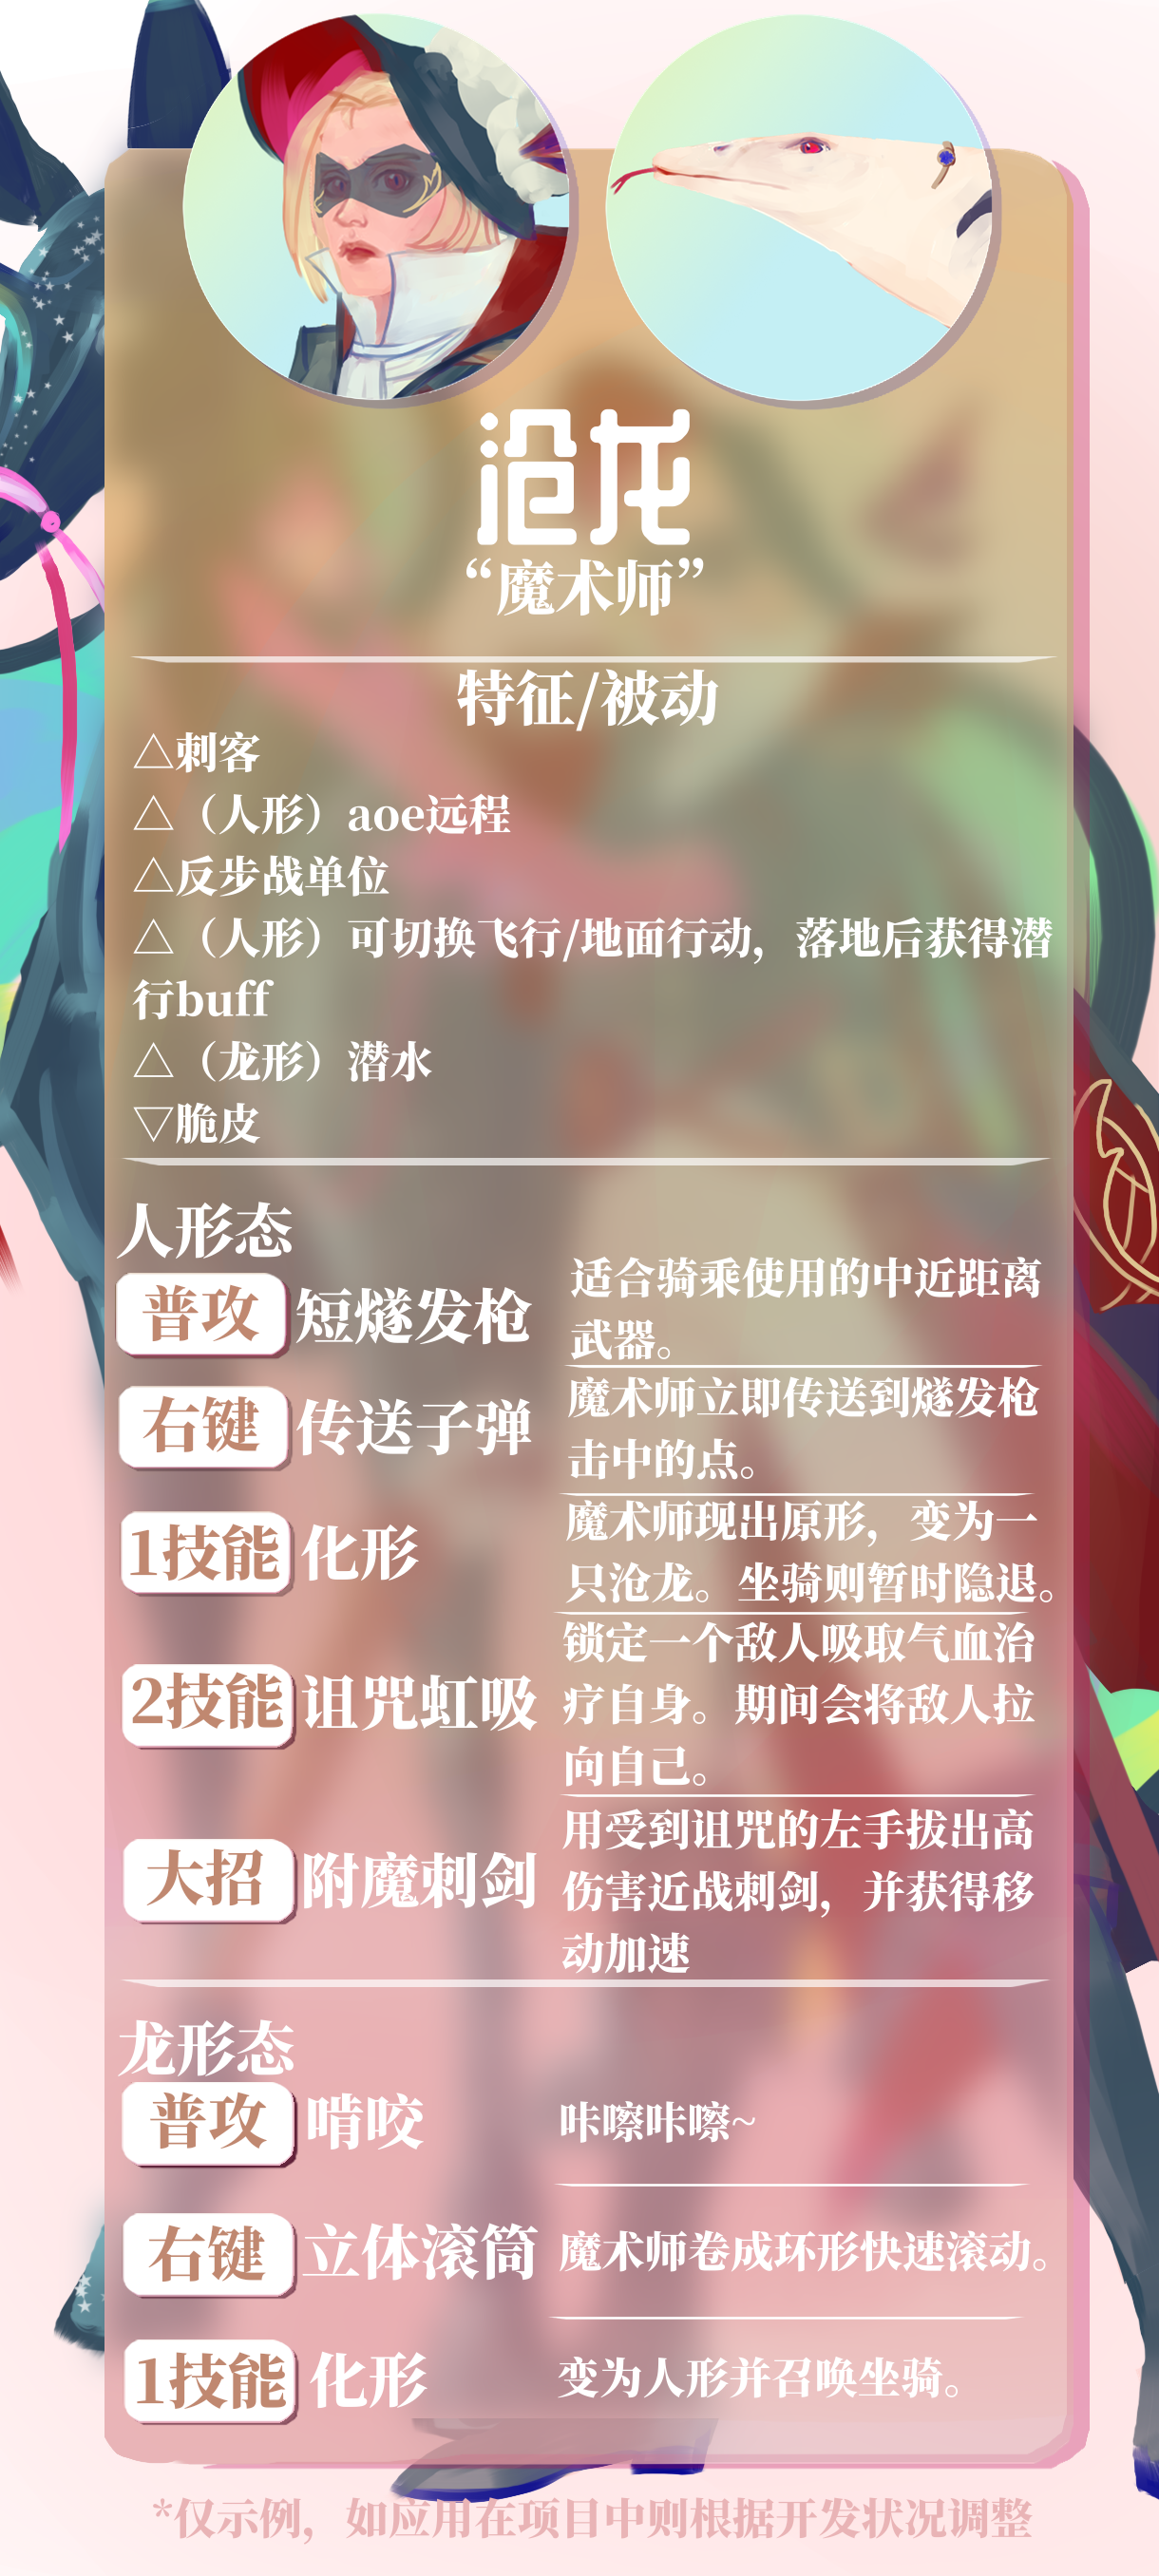 沧龙
“魔术师”
特征/被动
△刺客
△（人形）aoe远程
△反步战单位
△（人形）可切换飞行/地面行动，落地后获得潜
行buff
△（龙形）潜水
▽脆皮
人形态
普攻 短燧发枪
适合骑乘使用的中近距离
武器。
右键 传送子弹
魔术师立即传送到燧发枪
击中的点。
1技能 化形
魔术师现出原形，变为一
只沧龙。坐骑则暂时隐退。
2技能 诅咒虹吸
锁定一个敌人吸取气血治
疗自身。期间会将敌人拉
向自己。
大招 附魔刺剑
用受到诅咒的左手拔出高
伤害近战刺剑，并获得移
动加速
龙形态
普攻 啃咬 咔嚓咔嚓~
右键 立体滚筒 魔术师卷成环形快速滚动。
1技能 化形 变为人形并召唤坐骑。
*仅示例，如应用在项目中则根据开发状况调整